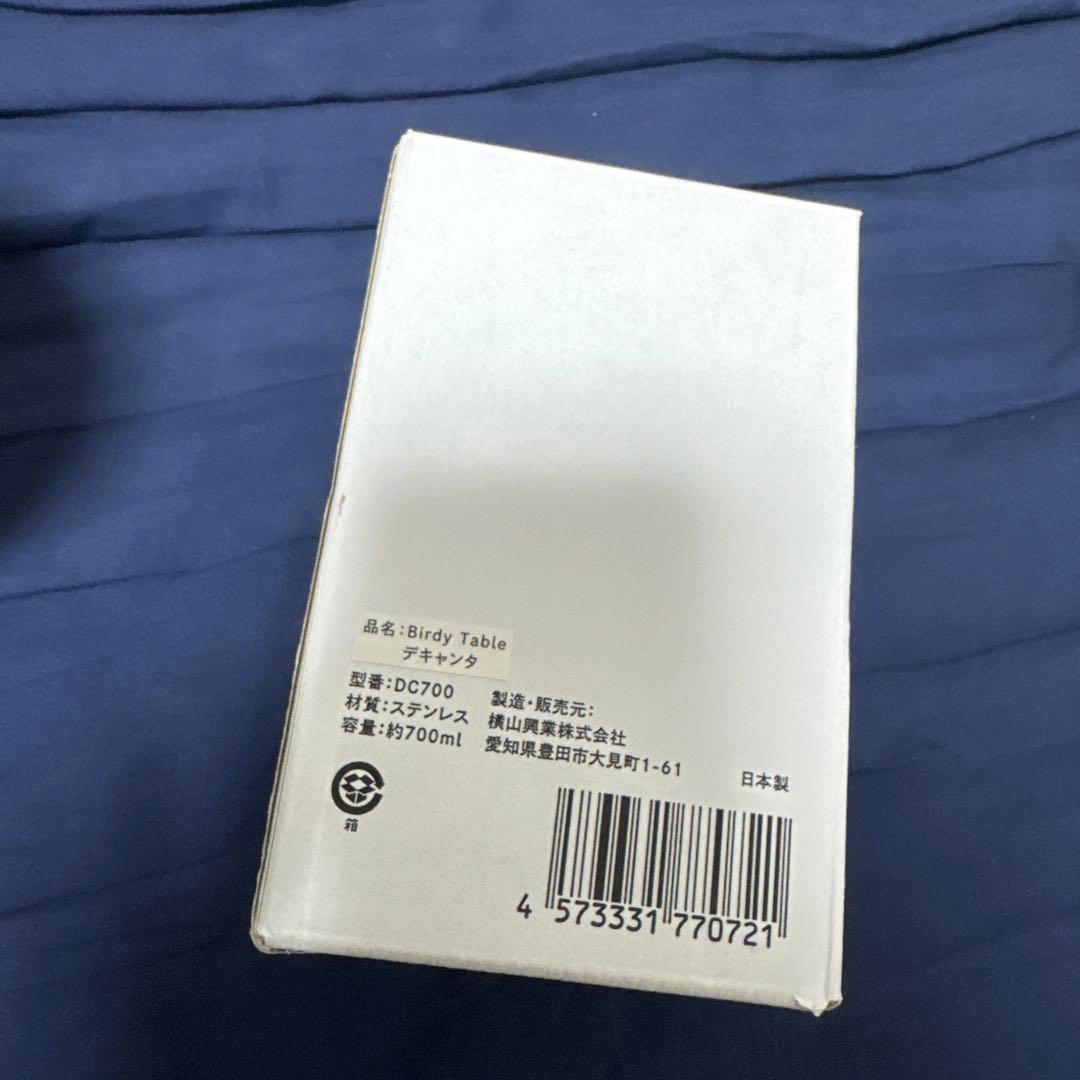 品名：Birdy Table
デキャンタ
型番：DC700
材質：ステンレス
容量：約700ml
製造・販売元：
横山興業株式会社
愛知県豊田市大見町1-61
日本製
箱
4 573331 770721